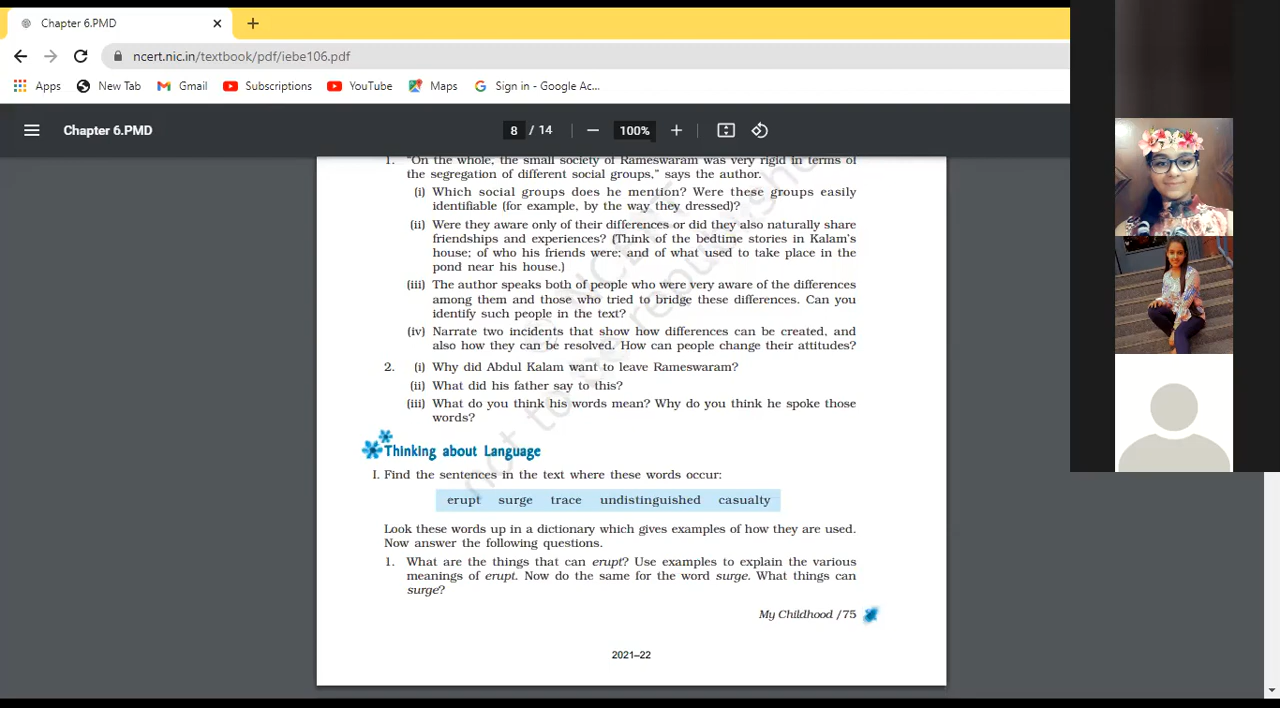 Chapter 6.PMD
ncert.nic.in/textbook/pdf/iebe106.pdf
Apps New Tab Gmail Subscriptions YouTube Maps Sign in - Google Ac...
Chapter 6.PMD 8 / 14 100%
1. "On the whole, the small society of Rameswaram was very rigid in terms of
the segregation of different social groups," says the author.
(i) Which social groups does he mention? Were these groups easily
identifiable (for example, by the way they dressed)?
(ii) Were they aware only of their differences or did they also naturally share
friendships and experiences? (Think of the bedtime stories in Kalam's
house; of who his friends were; and of what used to take place in the
pond near his house.)
(iii) The author speaks both of people who were very aware of the differences
among them and those who tried to bridge these differences. Can you
identify such people in the text?
(iv) Narrate two incidents that show how differences can be created, and
also how they can be resolved. How can people change their attitudes?
2. (i) Why did Abdul Kalam want to leave Rameswaram?
(ii) What did his father say to this?
(iii) What do you think his words mean? Why do you think he spoke those
words?
Thinking about Language
I. Find the sentences in the text where these words occur:
erupt surge trace undistinguished casualty
Look these words up in a dictionary which gives examples of how they are used.
Now answer the following questions.
1. What are the things that can erupt? Use examples to explain the various
meanings of erupt. Now do the same for the word surge. What things can
surge?
My Childhood /75
2021–22
not to be republished